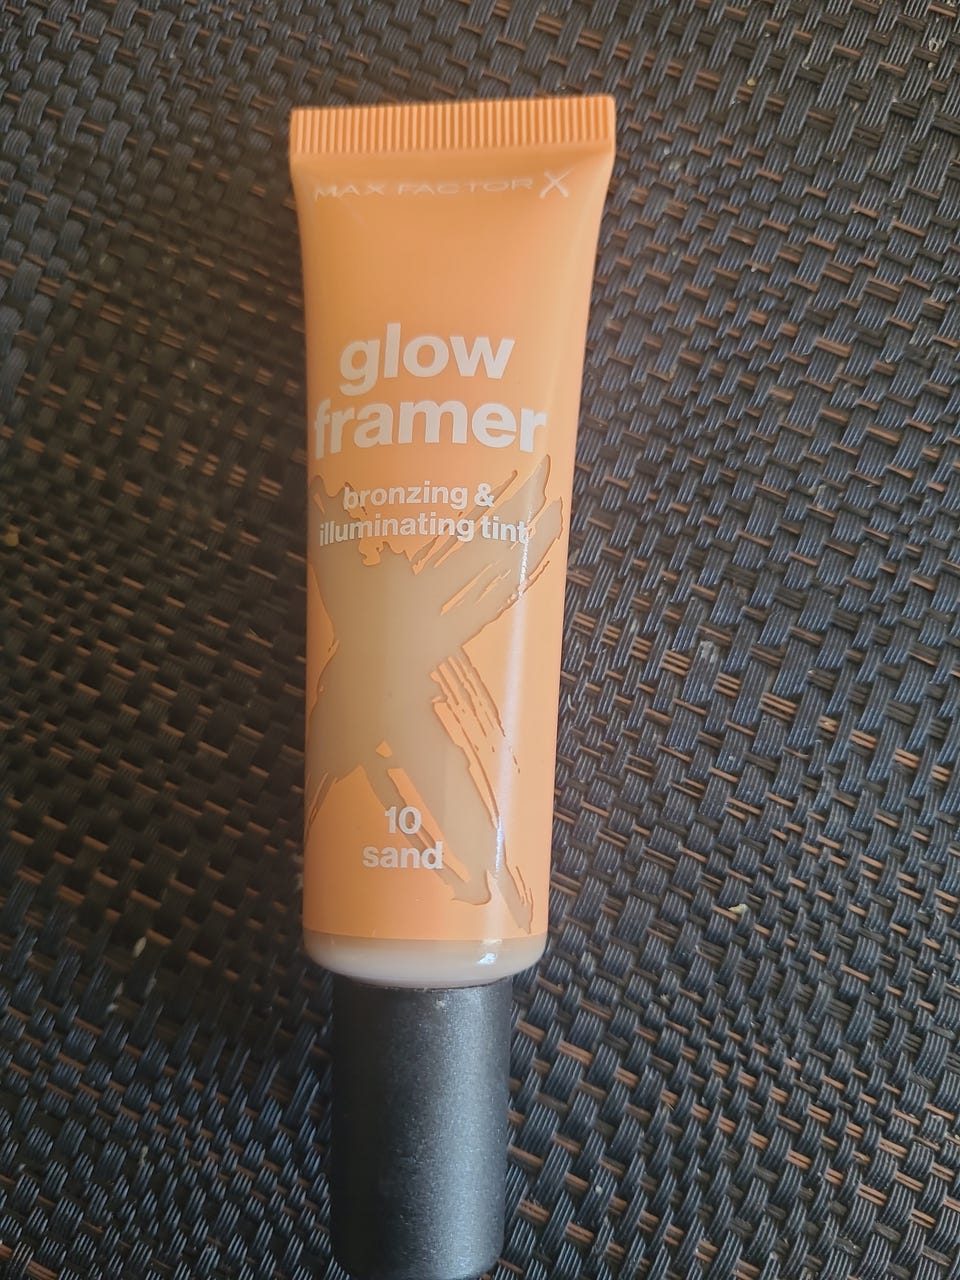 MAX FACTOR X
glow
framer
bronzing &
illuminating tint
10
sand